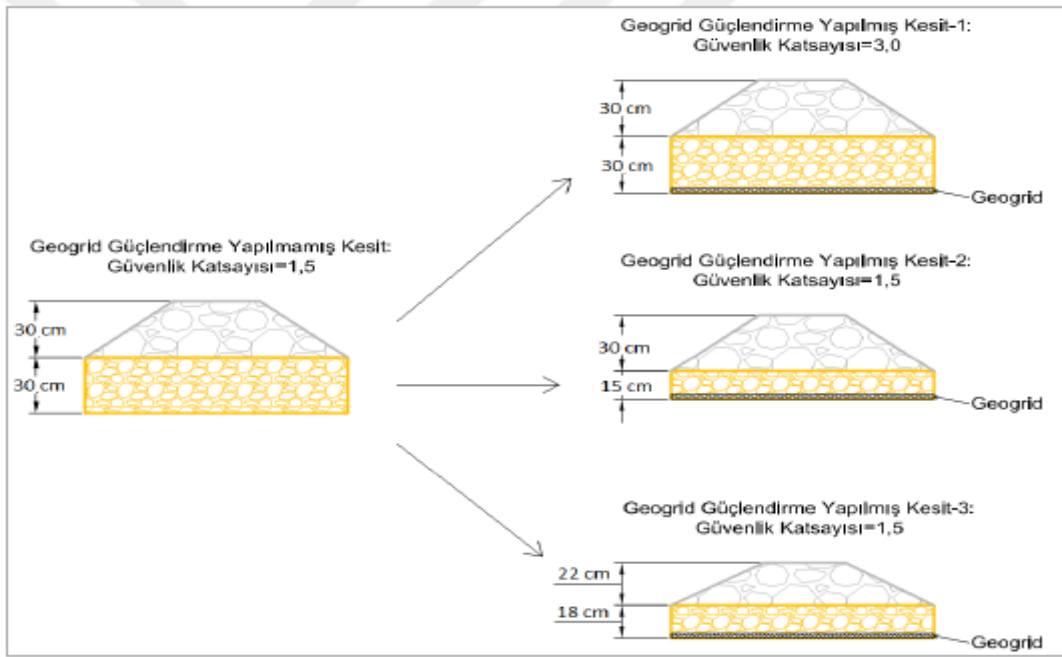 Geogrid Güçlendirme Yapılmamış Kesit:
Güvenlik Katsayısı=1,5
30 cm
30 cm
Geogrid Güçlendirme Yapılmış Kesit-1:
Güvenlik Katsayısı=3,0
30 cm
30 cm
Geogrid
Geogrid Güçlendirme Yapılmış Kesit-2:
Güvenlik Katsayısı=1,5
30 cm
15 cm
Geogrid
Geogrid Güçlendirme Yapılmış Kesit-3:
Güvenlik Katsayısı=1,5
22 cm
18 cm
Geogrid